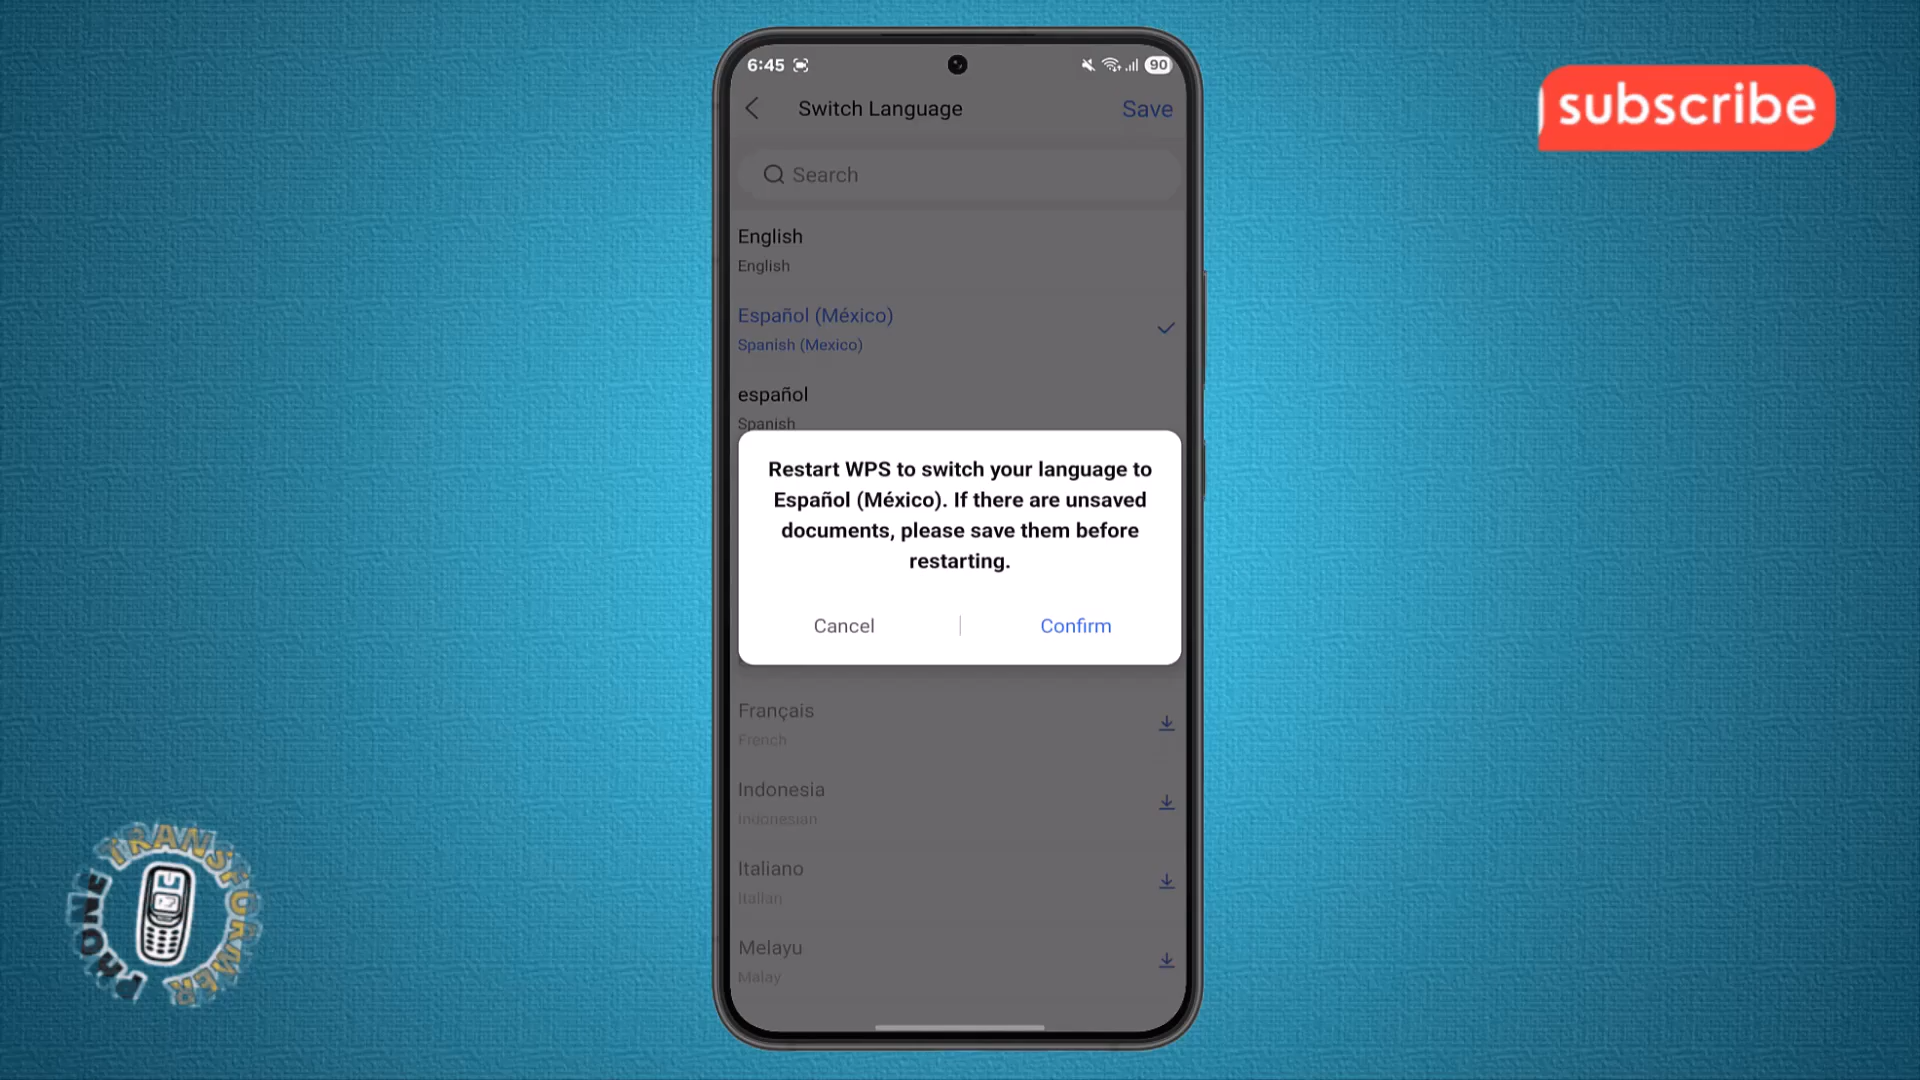 6:45
90
Switch Language
Save
subscribe
Search
English
English
Español (México)
Spanish (Mexico)
español
Spanish
Restart WPS to switch your language to
Español (México). If there are unsaved
documents, please save them before
restarting.
Cancel
Confirm
Français
French
Indonesia
Indonesian
Italiano
Italian
Melayu
Malay
PHONE TRANSFORMER